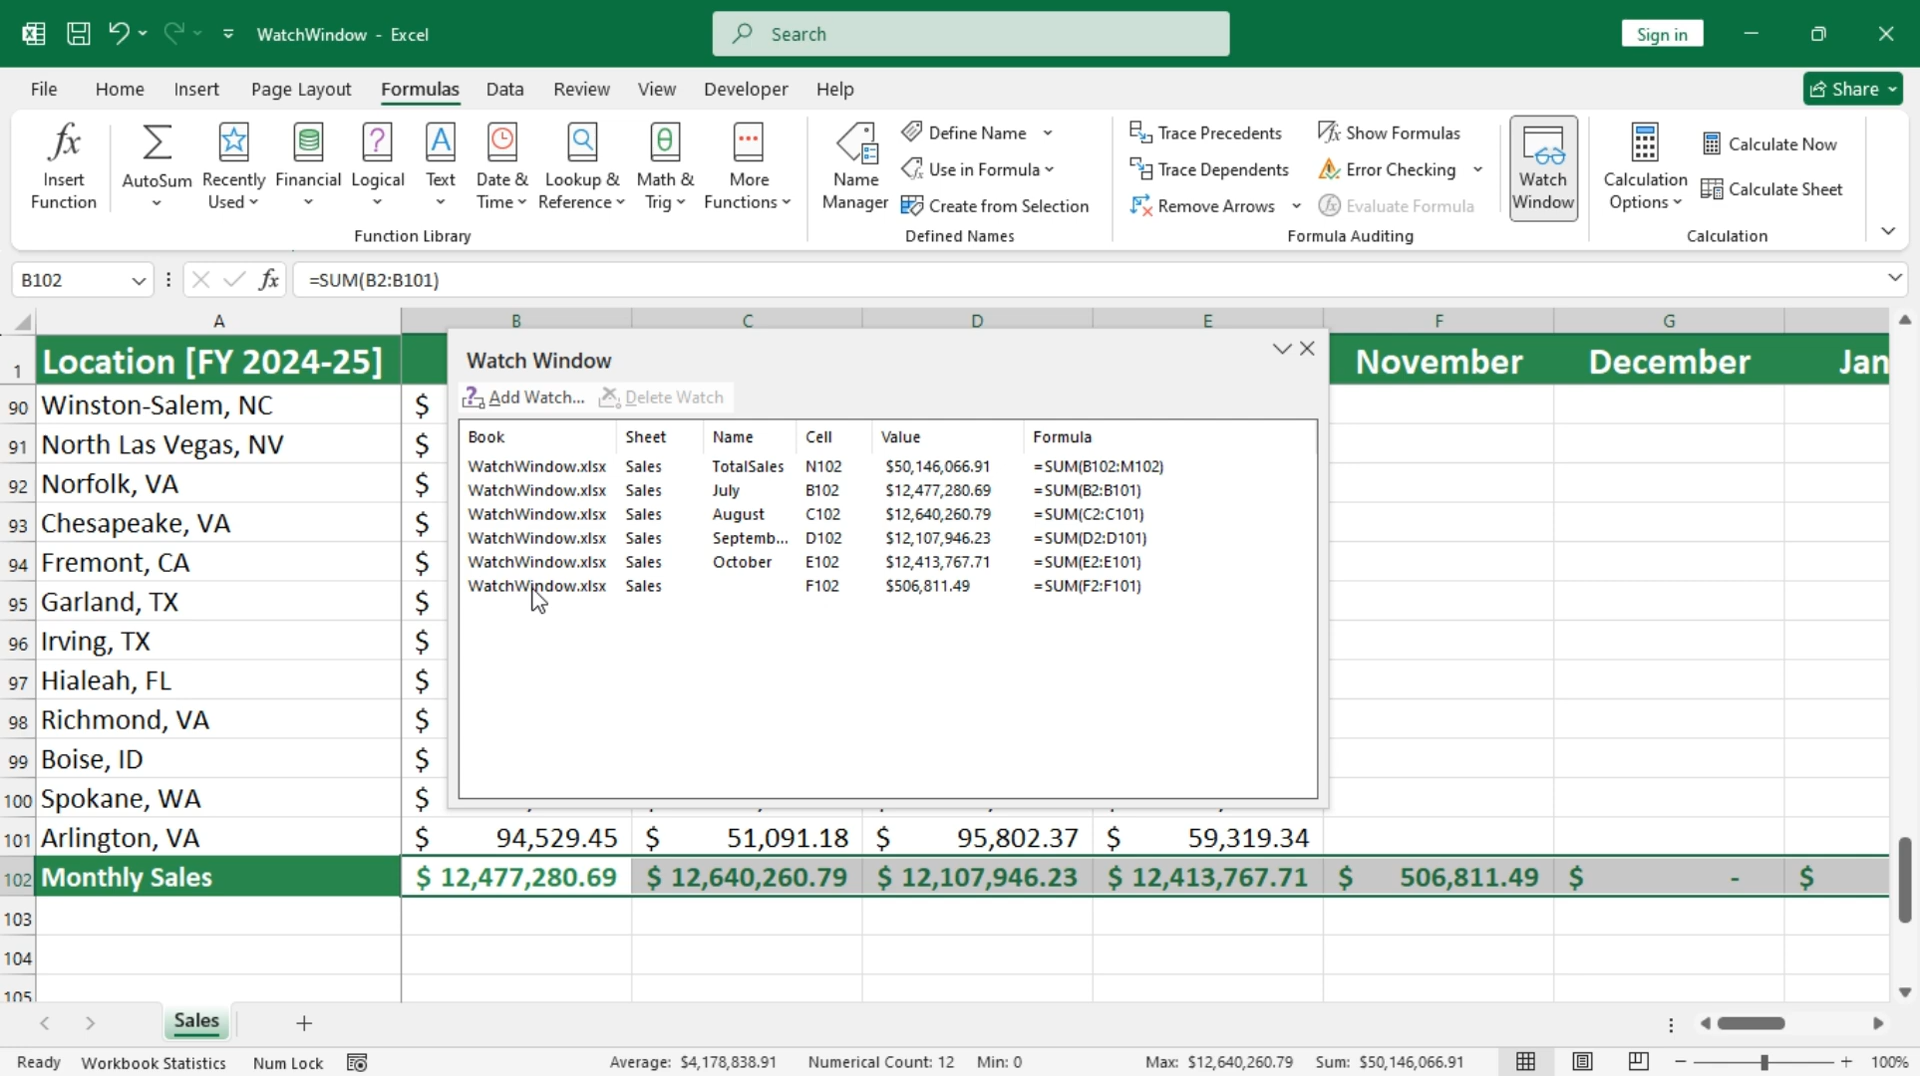 WatchWindow - Excel
Search
Sign in
File Home Insert Page Layout Formulas Data Review View Developer Help
Share
Insert Function
AutoSum
Recently Used
Financial
Logical
Text
Date & Time
Lookup & Reference
Math & Trig
More Functions
Function Library
Name Manager
Define Name
Use in Formula
Create from Selection
Defined Names
Trace Precedents
Trace Dependents
Remove Arrows
Show Formulas
Error Checking
Evaluate Formula
Formula Auditing
Watch Window
Calculation Options
Calculate Now
Calculate Sheet
Calculation
B102 fx =SUM(B2:B101)
A B C D E F G
1 Location [FY 2024-25] November December Jan
Watch Window
Add Watch... Delete Watch
Book Sheet Name Cell Value Formula
WatchWindow.xlsx Sales TotalSales N102 $50,146,066.91 =SUM(B102:M102)
WatchWindow.xlsx Sales July B102 $12,477,280.69 =SUM(B2:B101)
WatchWindow.xlsx Sales August C102 $12,640,260.79 =SUM(C2:C101)
WatchWindow.xlsx Sales Septemb... D102 $12,107,946.23 =SUM(D2:D101)
WatchWindow.xlsx Sales October E102 $12,413,767.71 =SUM(E2:E101)
WatchWindow.xlsx Sales F102 $506,811.49 =SUM(F2:F101)
90 Winston-Salem, NC $
91 North Las Vegas, NV $
92 Norfolk, VA $
93 Chesapeake, VA $
94 Fremont, CA $
95 Garland, TX $
96 Irving, TX $
97 Hialeah, FL $
98 Richmond, VA $
99 Boise, ID $
100 Spokane, WA $
101 Arlington, VA $ 94,529.45 $ 51,091.18 $ 95,802.37 $ 59,319.34
102 Monthly Sales $ 12,477,280.69 $ 12,640,260.79 $ 12,107,946.23 $ 12,413,767.71 $ 506,811.49 $ - $
103
104
105
Sales
Ready Workbook Statistics Num Lock Average: $4,178,838.91 Numerical Count: 12 Min: 0 Max: $12,640,260.79 Sum: $50,146,066.91 100%